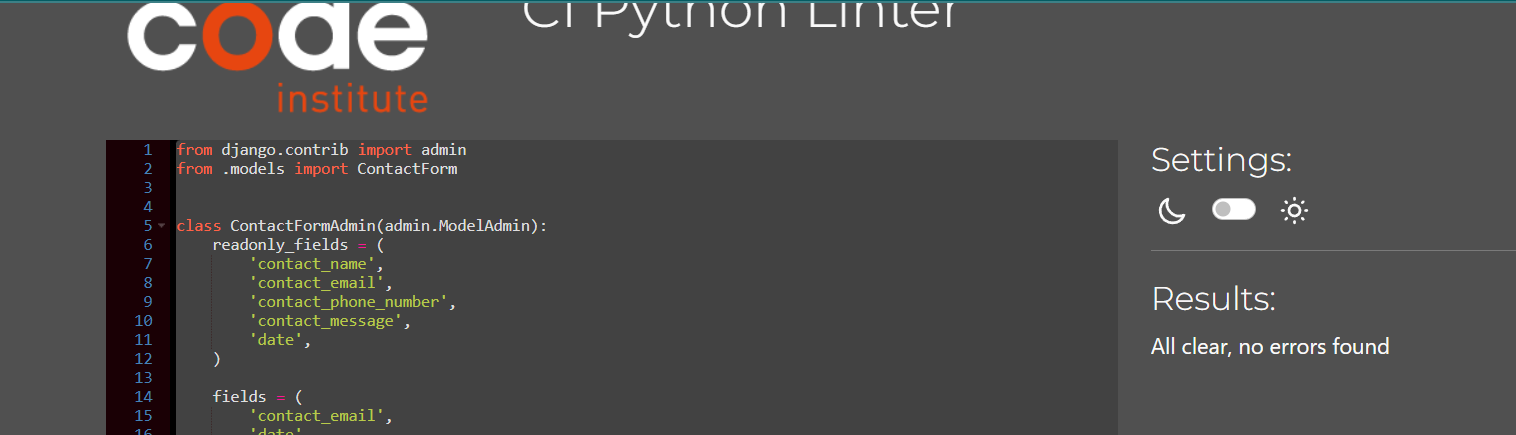 code
institute
CI Python Linter
1 from django.contrib import admin
2 from .models import ContactForm
3
4
5 class ContactFormAdmin(admin.ModelAdmin):
6     readonly_fields = (
7         'contact_name',
8         'contact_email',
9         'contact_phone_number',
10         'contact_message',
11         'date',
12     )
13
14     fields = (
15         'contact_email',
16         'date'
Settings:
Results:
All clear, no errors found